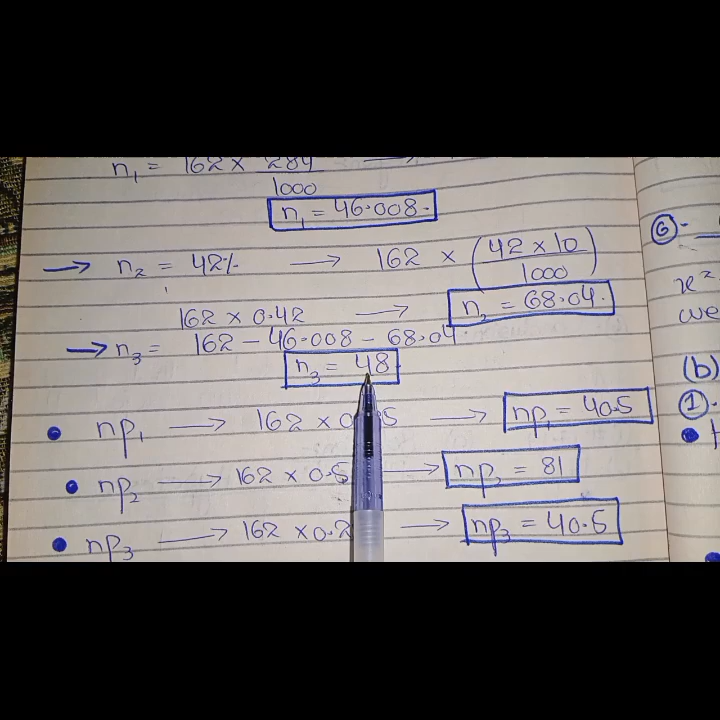 n₁ = 162 × 284
1000
n₁ = 46.008.
→ n₂ = 42% → 162 × (42 × 10 / 1000)
162 × 0.42 → n₂ = 68.04.
→ n₃ = 162 - 46.008 - 68.04.
n₃ = 48
• np₁ → 162 × → np₁ = 40.5
• np₂ → 162 × 0.5 → np₂ = 81
• np₃ → 162 × 0.2 → np₃ = 40.5
⑥.
x²
we
(b)
①.